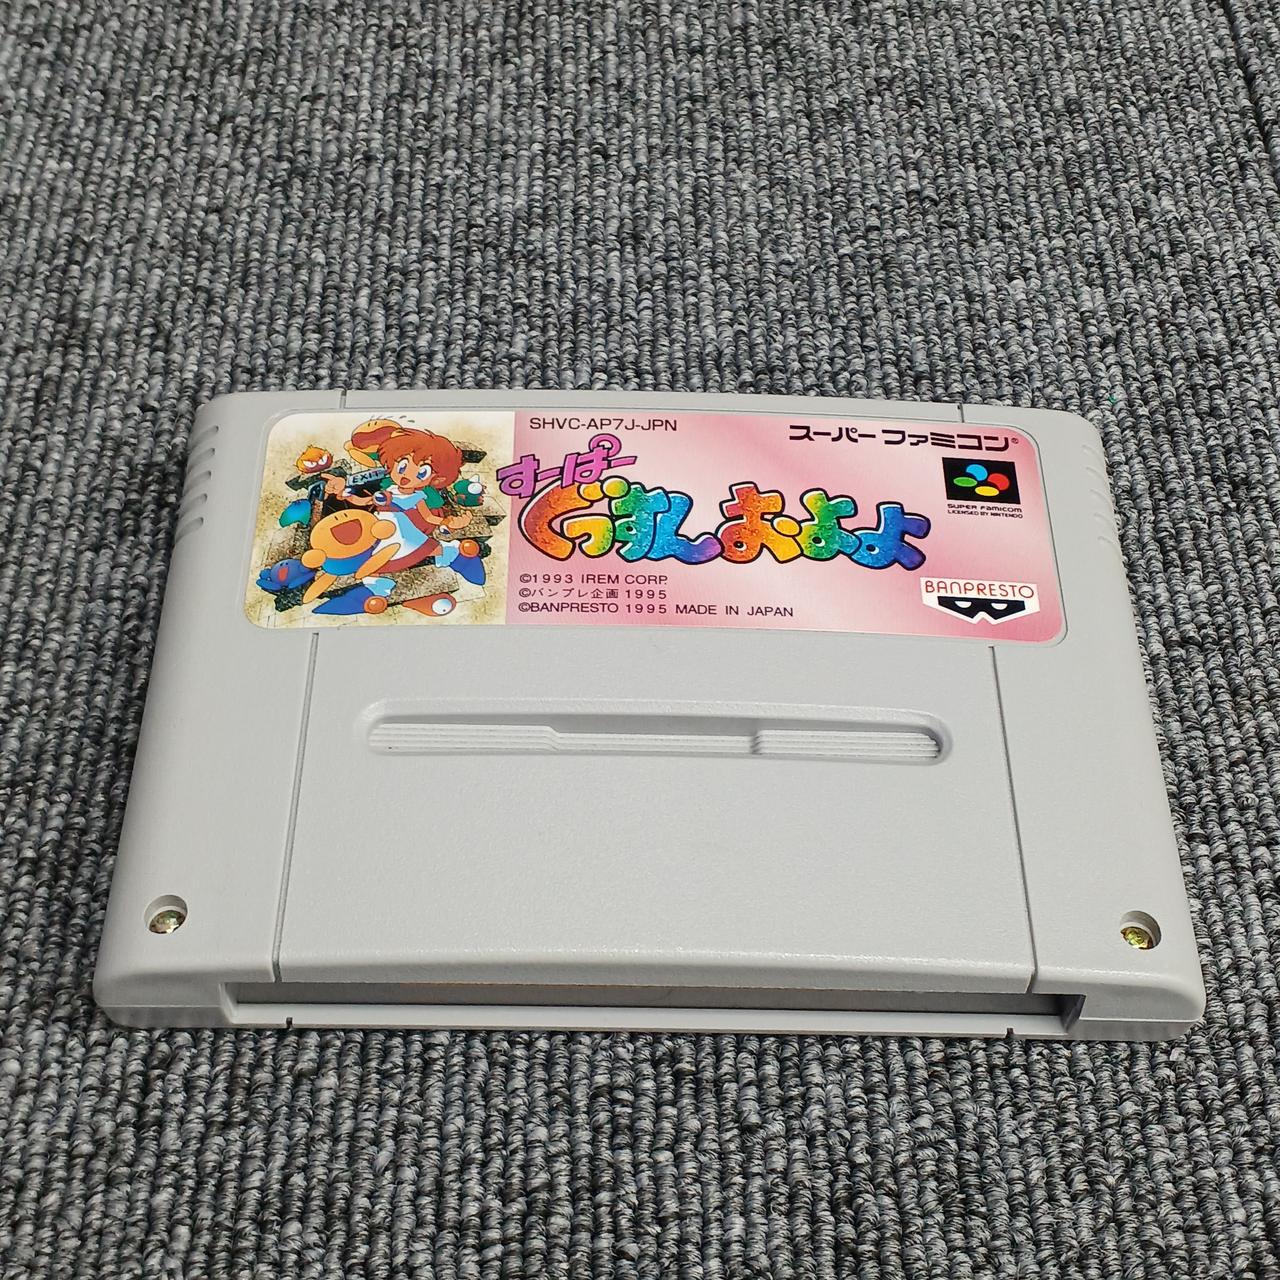 SHVC-AP7J-JPN
スーパーファミコン®
すーぱー
ぐっすんおよよ
EXIT
SUPER FAMICOM
LICENSED BY NINTENDO
©1993 IREM CORP.
©バンプレ企画 1995
©BANPRESTO 1995 MADE IN JAPAN
BANPRESTO